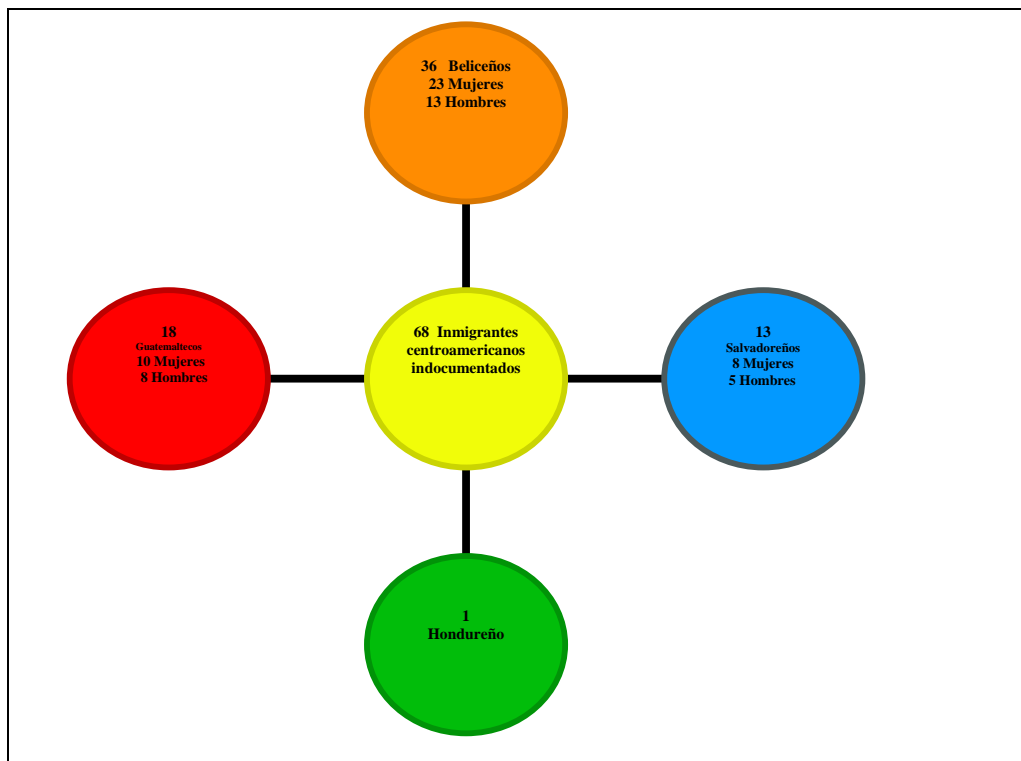 36 Beliceños
23 Mujeres
13 Hombres
18
Guatemaltecos
10 Mujeres
8 Hombres
68 Inmigrantes
centroamericanos
indocumentados
13
Salvadoreños
8 Mujeres
5 Hombres
1
Hondureño